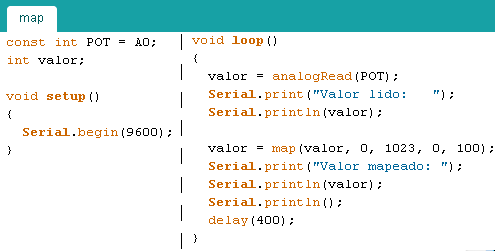 map
const int POT = A0;
int valor;
void setup()
{
Serial.begin(9600);
}
void loop()
{
valor = analogRead(POT);
Serial.print("Valor lido:   ");
Serial.println(valor);
valor = map(valor, 0, 1023, 0, 100);
Serial.print("Valor mapeado: ");
Serial.println(valor);
Serial.println();
delay(400);
}